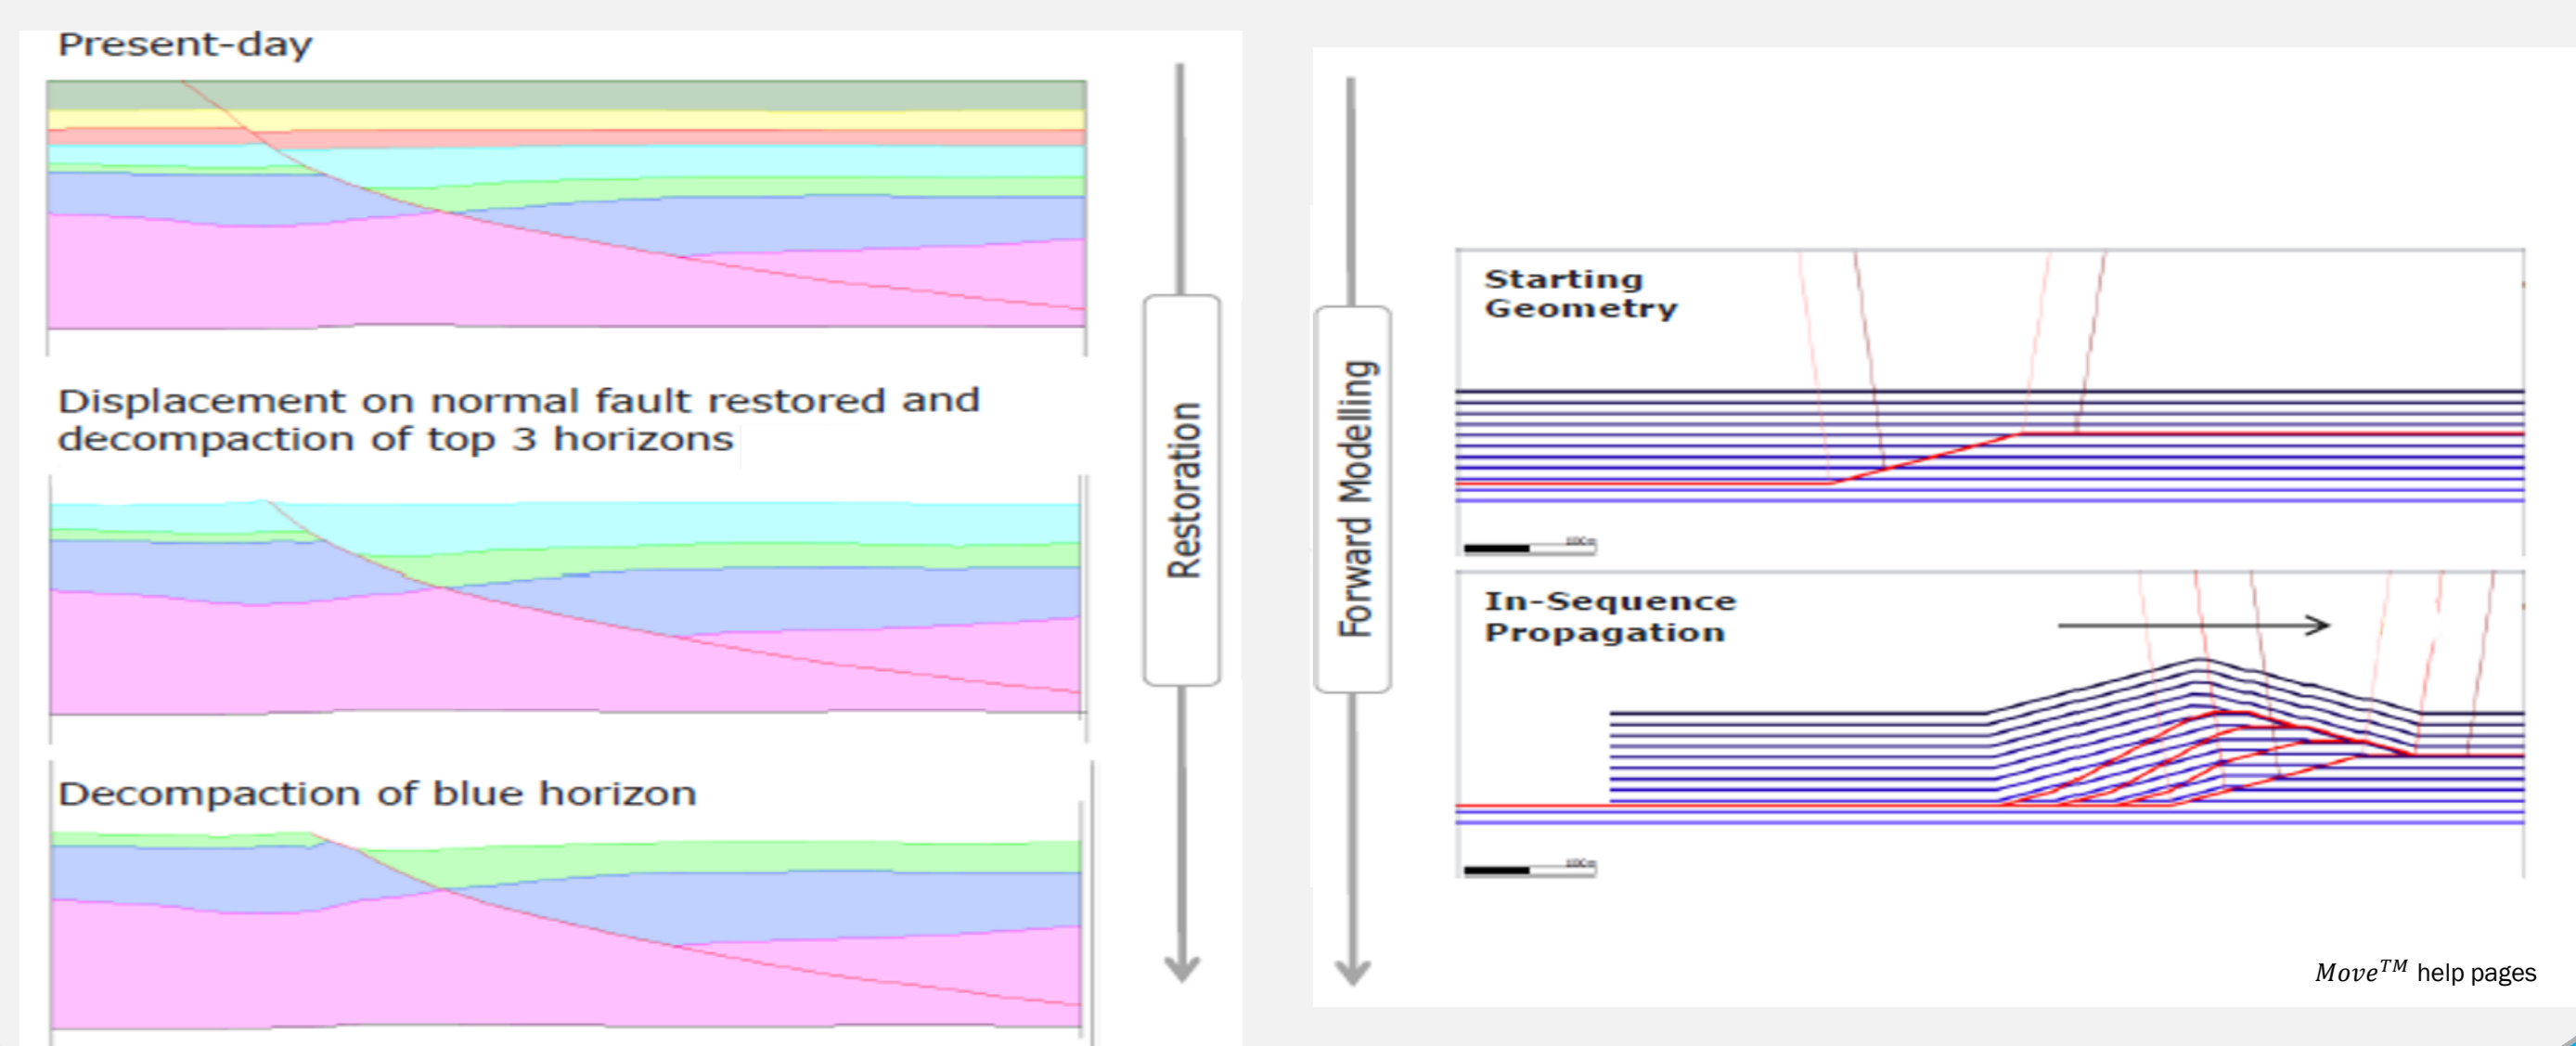 Present-day
Displacement on normal fault restored and
decompaction of top 3 horizons
Decompaction of blue horizon
Restoration
Forward Modelling
Starting
Geometry
In-Sequence
Propagation
Move™ help pages